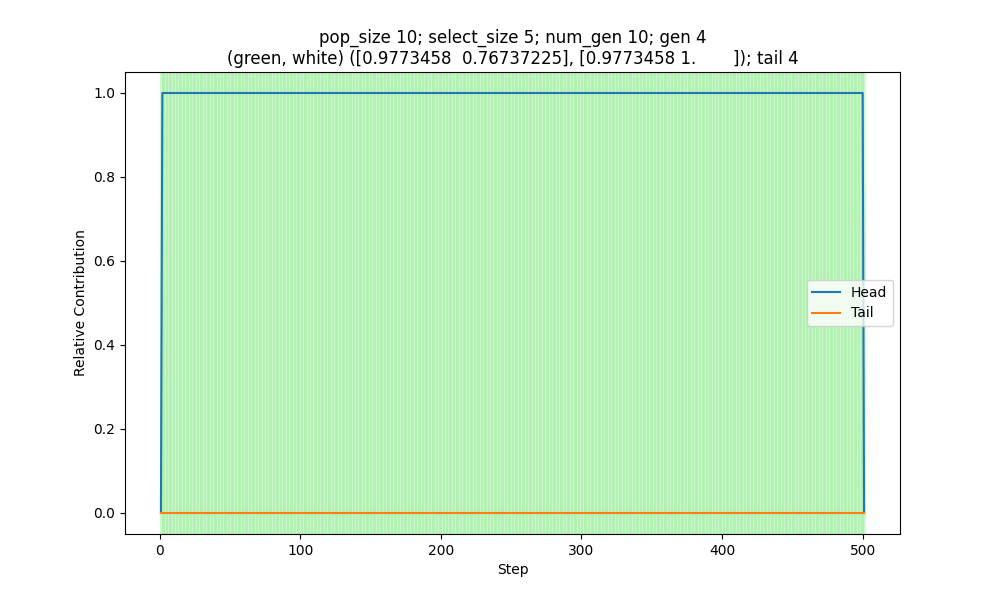 pop_size 10; select_size 5; num_gen 10; gen 4
(green, white) ([0.9773458  0.76737225], [0.9773458 1.        ]); tail 4
1.0
0.8
0.6
0.4
0.2
0.0
Relative Contribution
Head
Tail
0
100
200
300
400
500
Step